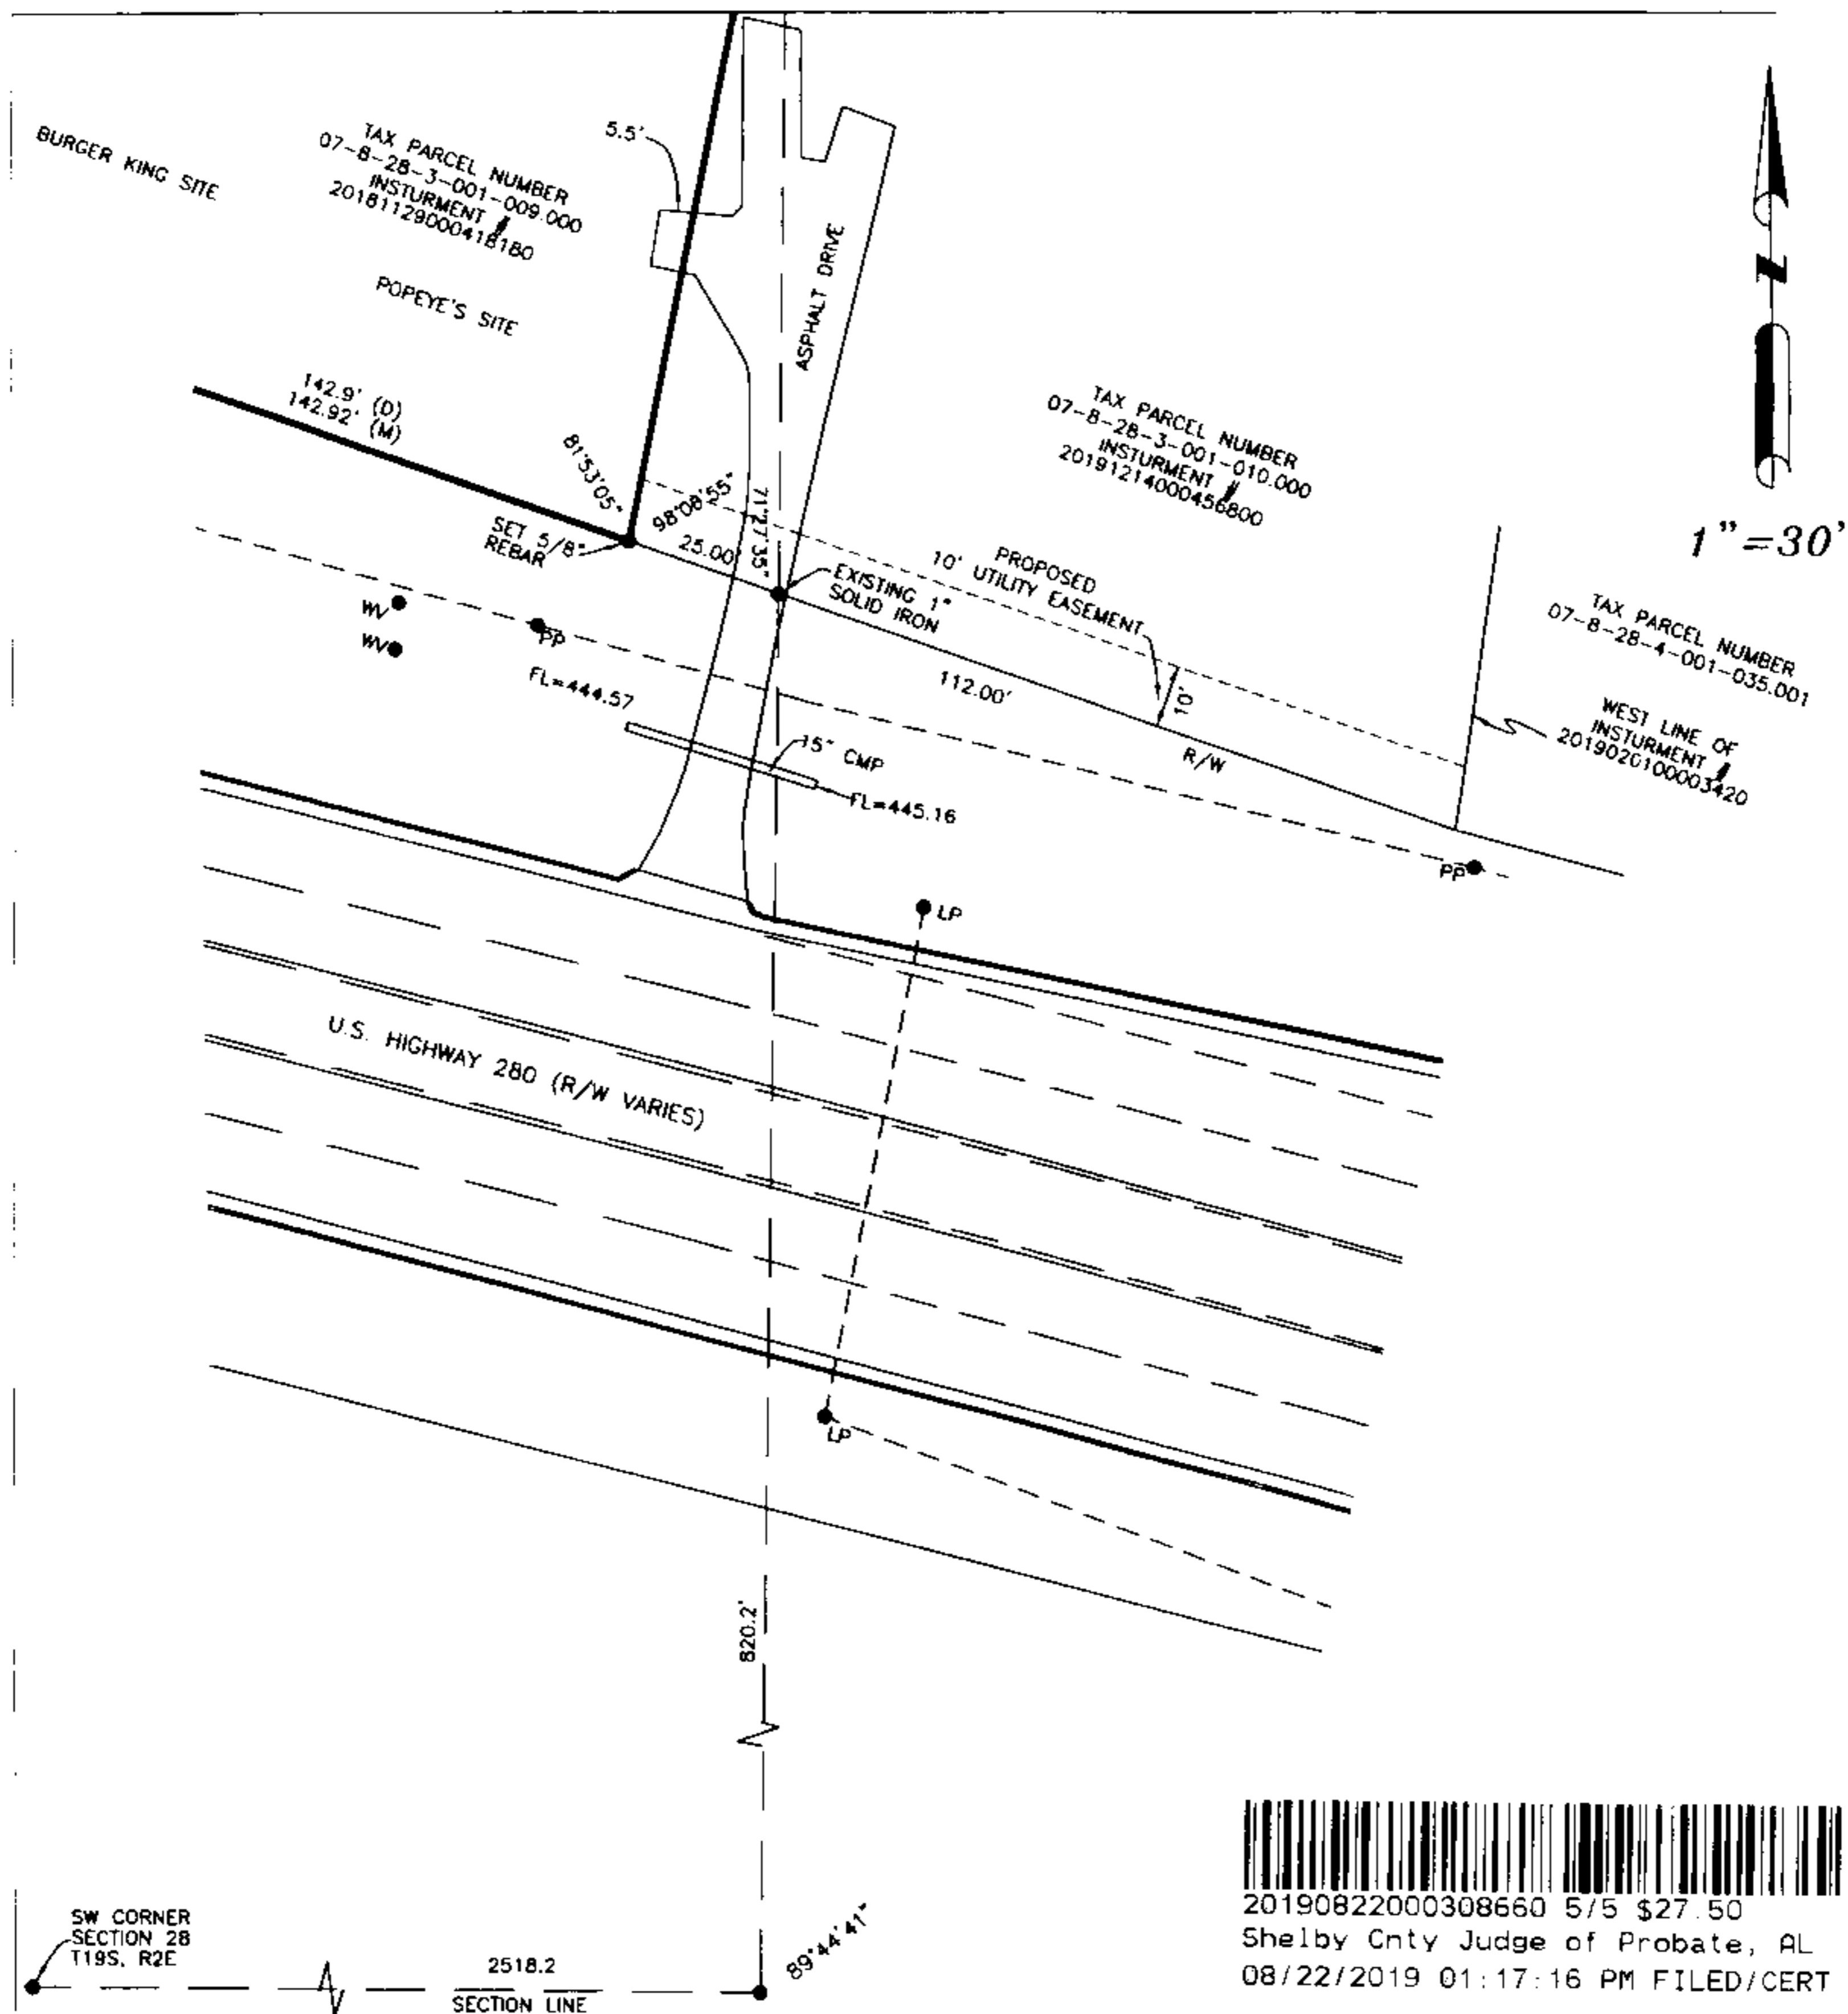 BURGER KING SITE
TAX PARCEL NUMBER
07-8-28-3-001-009.000
INSTURMENT #
20181129000418180
5.5'
POPEYE'S SITE
ASPHALT DRIVE
N
1"=30'
142.9' (D)
142.92' (M)
81°53'05"
98°08'55"
71°27'35"
25.00'
SET 5/8"
REBAR
TAX PARCEL NUMBER
07-8-28-3-001-010.000
INSTURMENT #
20191214000456800
PROPOSED
10' UTILITY EASEMENT
EXISTING 1"
SOLID IRON
TAX PARCEL NUMBER
07-8-28-4-001-035.001
WEST LINE OF
INSTURMENT #
20190201000003420
WV
WV
PP
FL=444.57
112.00'
10'
R/W
15" CMP
FL=445.16
PP
LP
U.S. HIGHWAY 280 (R/W VARIES)
LP
820.2'
SW CORNER
SECTION 28
T19S, R2E
2518.2
SECTION LINE
89°44'41"
20190822000308660 5/5 $27.50
Shelby Cnty Judge of Probate, AL
08/22/2019 01:17:16 PM FILED/CERT